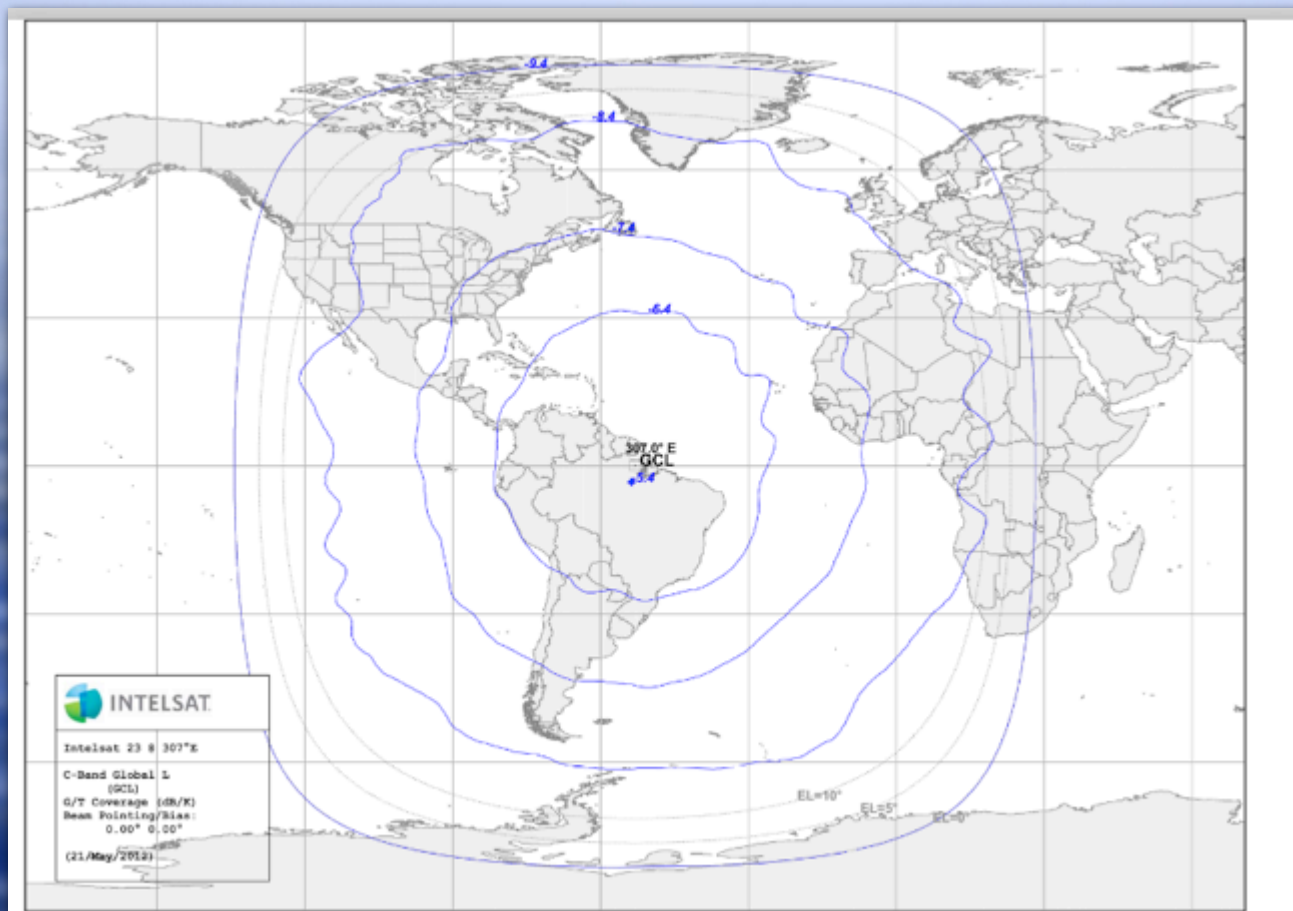 -9.4
-8.4
-7.4
-6.4
307.0° E
GCL
-5.4
INTELSAT
Intelsat 23 @ 307°E
C-Band Global L
(GCL)
G/T Coverage (dB/K)
Beam Pointing/Bias:
0.00° 0.00°
(21/May/2012)
EL=10°
EL=5°
EL=0°